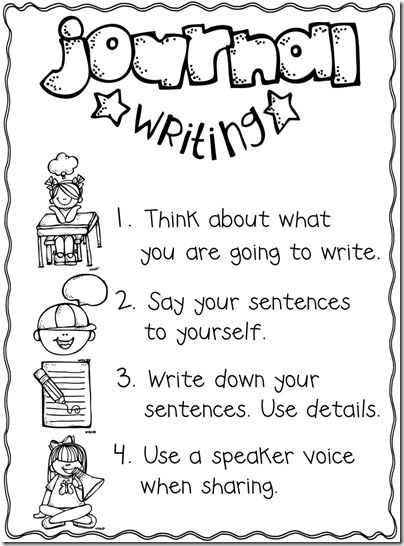 journal
Writing
1. Think about what
you are going to write.
2. Say your sentences
to yourself.
3. Write down your
sentences. Use details.
4. Use a speaker voice
when sharing.